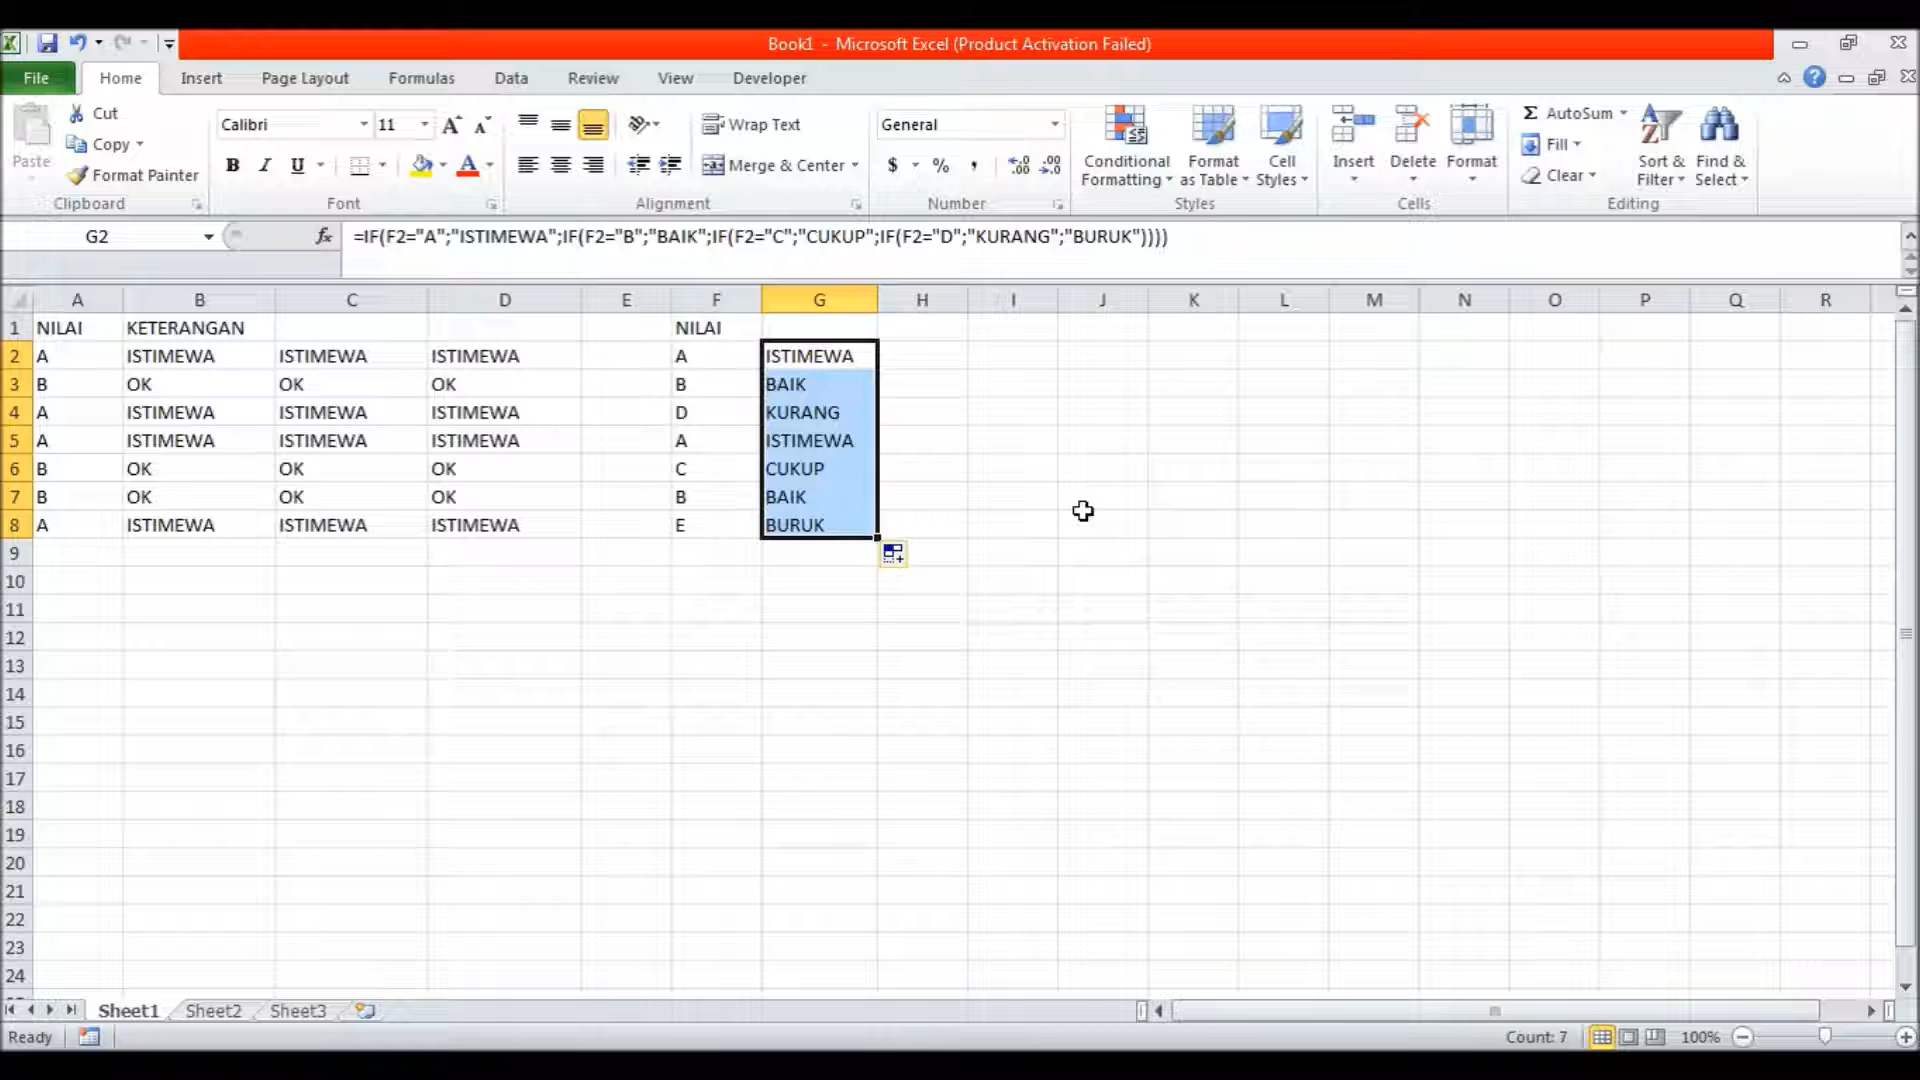 Book1 - Microsoft Excel (Product Activation Failed)
File Home Insert Page Layout Formulas Data Review View Developer
Paste
Cut
Copy
Format Painter
Clipboard
Calibri 11
B I U
Font
Wrap Text
Merge & Center
Alignment
General
$ % ,
Number
Conditional Formatting
Format as Table
Cell Styles
Styles
Insert Delete Format
Cells
Σ AutoSum
Fill
Clear
Sort & Filter
Find & Select
Editing
G2 fx =IF(F2="A";"ISTIMEWA";IF(F2="B";"BAIK";IF(F2="C";"CUKUP";IF(F2="D";"KURANG";"BURUK"))))
A B C D E F G H I J K L M N O P Q R
1 NILAI KETERANGAN NILAI
2 A ISTIMEWA ISTIMEWA ISTIMEWA A ISTIMEWA
3 B OK OK OK B BAIK
4 A ISTIMEWA ISTIMEWA ISTIMEWA D KURANG
5 A ISTIMEWA ISTIMEWA ISTIMEWA A ISTIMEWA
6 B OK OK OK C CUKUP
7 B OK OK OK B BAIK
8 A ISTIMEWA ISTIMEWA ISTIMEWA E BURUK
9
10
11
12
13
14
15
16
17
18
19
20
21
22
23
24
Sheet1 Sheet2 Sheet3
Ready Count: 7 100%